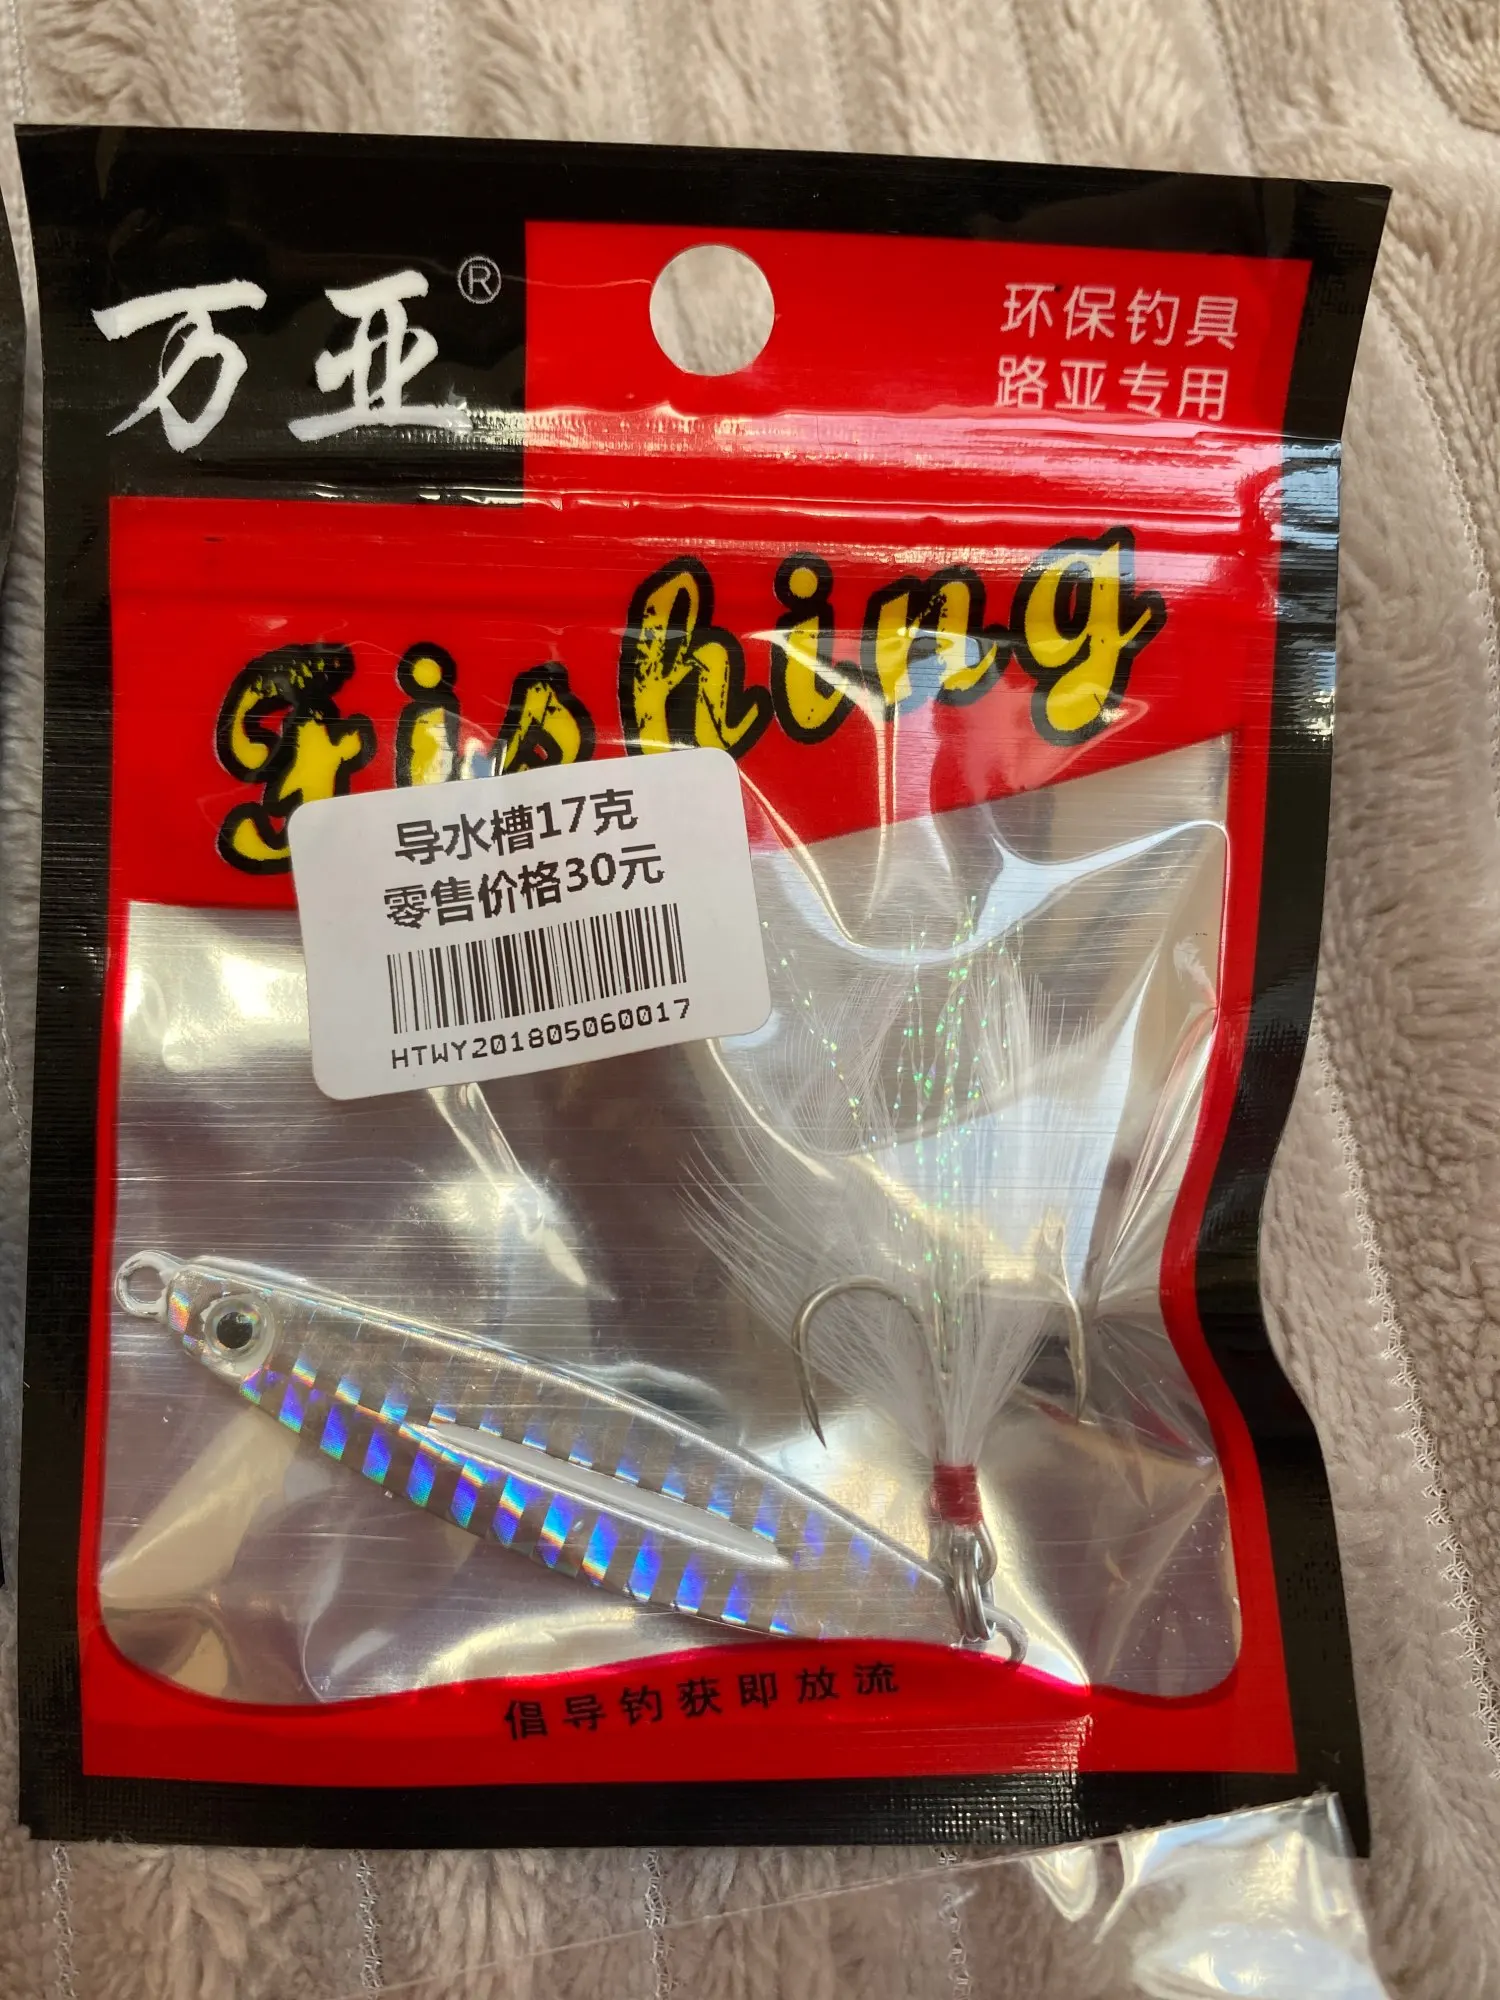 万亚®
环保钓具
路亚专用
Fishing
导水槽17克
零售价格30元
HTWY201805060017
倡导钓获即放流